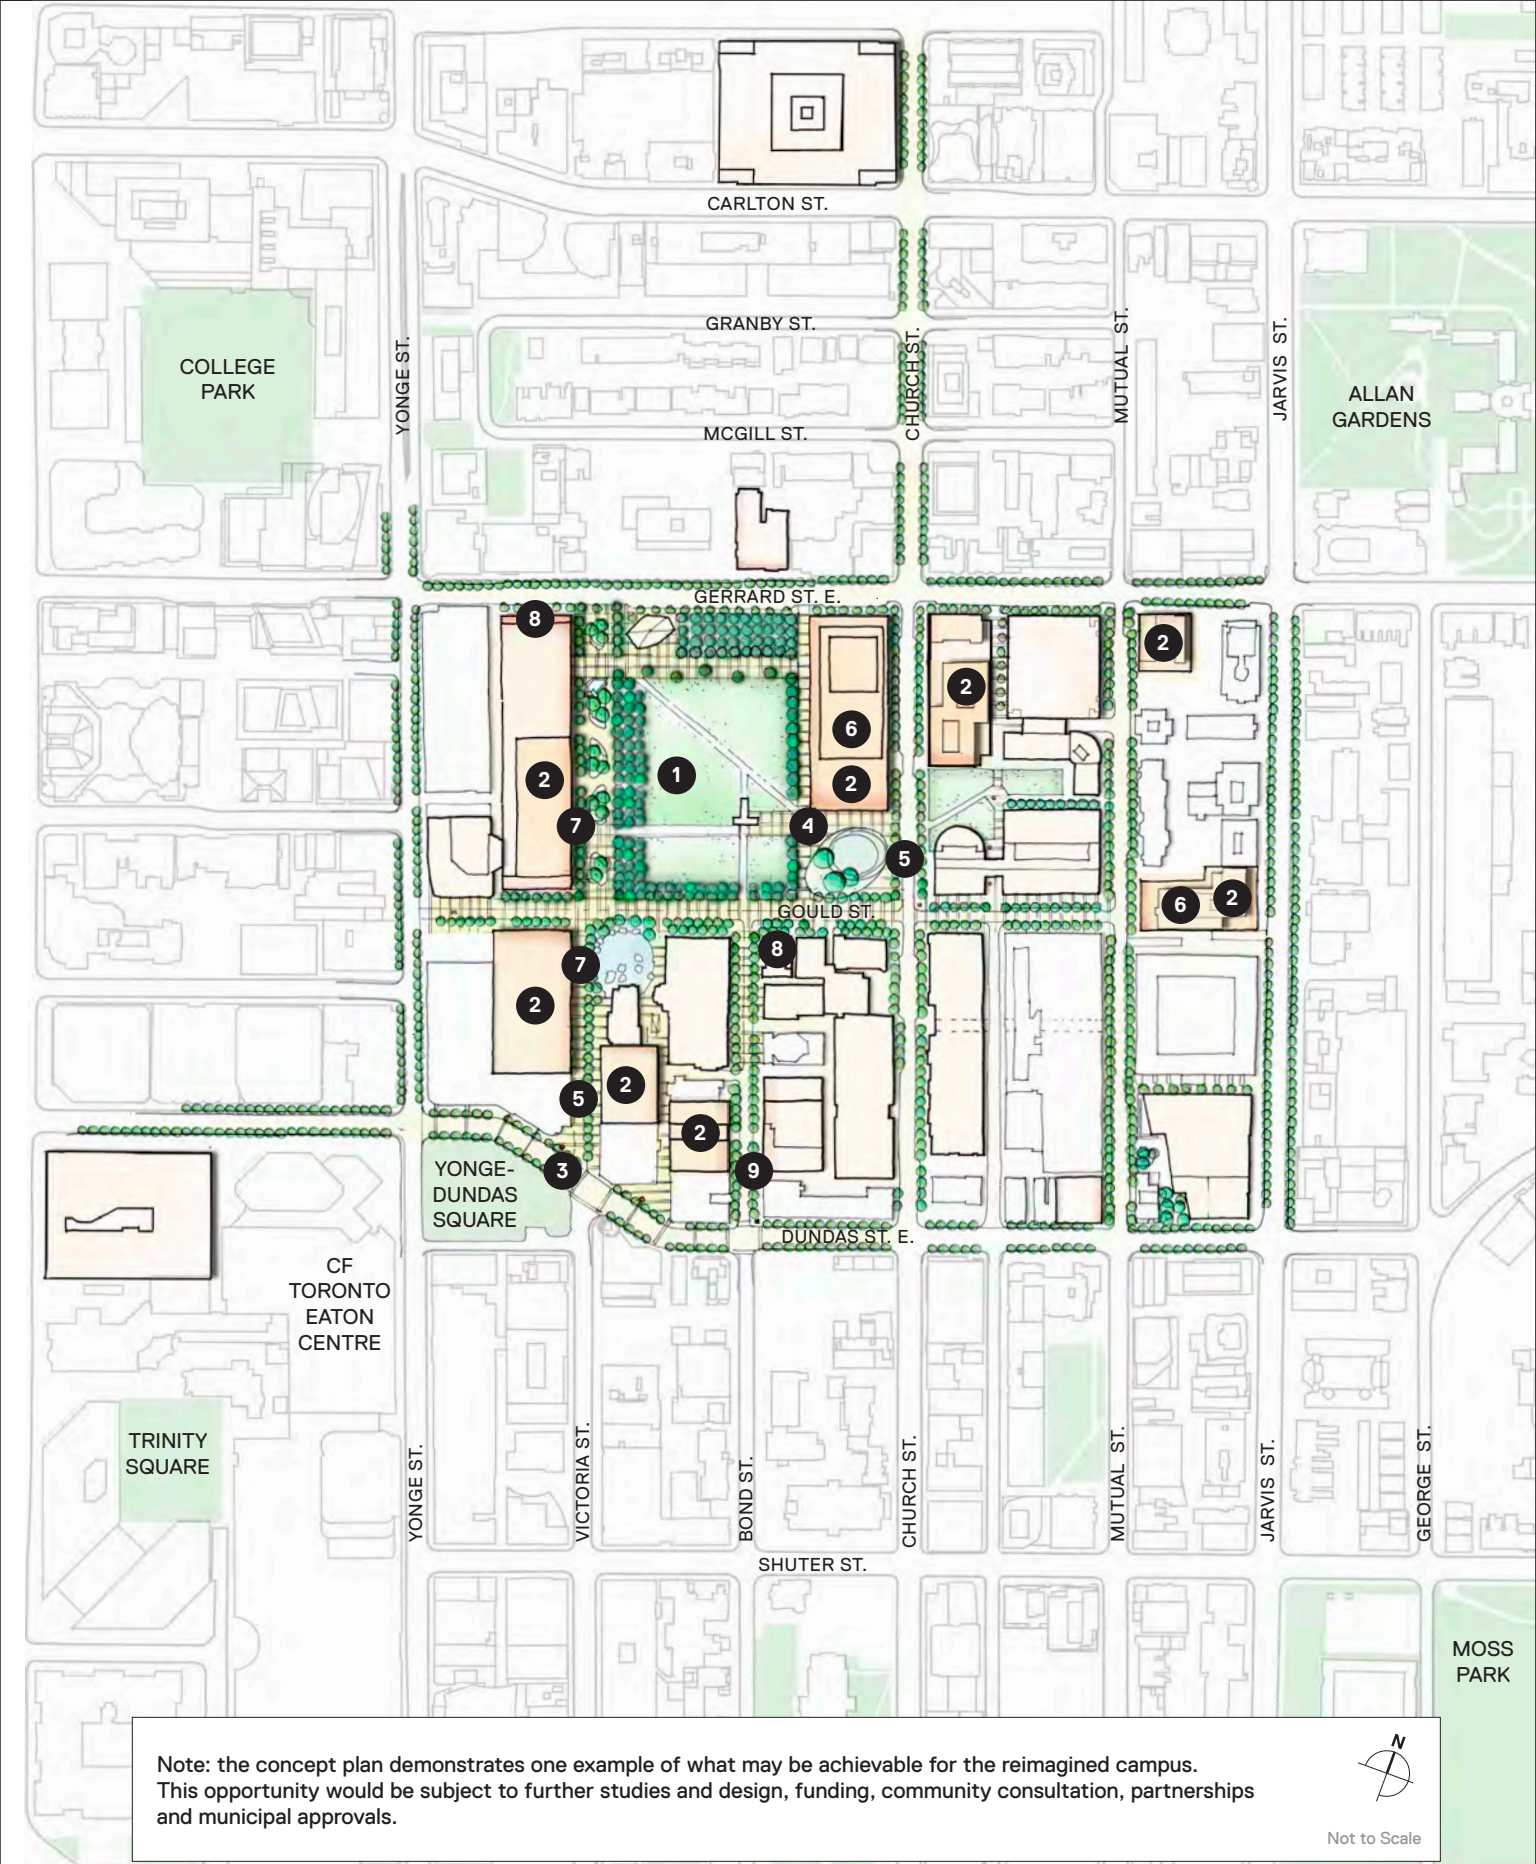 CARLTON ST.
GRANBY ST.
COLLEGE
PARK
YONGE ST.
CHURCH ST.
MUTUAL ST.
JARVIS ST.
ALLAN
GARDENS
MCGILL ST.
GERRARD ST. E.
8
2
2
6
1
2
2
7
4
5
6
2
GOULD ST.
8
7
2
2
5
2
3
9
YONGE-
DUNDAS
SQUARE
DUNDAS ST. E.
CF
TORONTO
EATON
CENTRE
TRINITY
SQUARE
YONGE ST.
VICTORIA ST.
BOND ST.
CHURCH ST.
MUTUAL ST.
JARVIS ST.
GEORGE ST.
SHUTER ST.
MOSS
PARK
Note: the concept plan demonstrates one example of what may be achievable for the reimagined campus.
This opportunity would be subject to further studies and design, funding, community consultation, partnerships
and municipal approvals.
N
Not to Scale